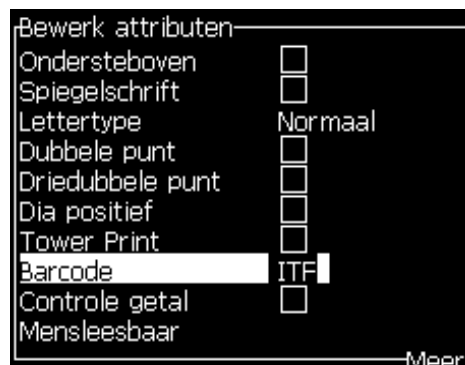 Bewerk attributen
Ondersteboven
Spiegelschrift
Lettertype Normaal
Dubbele punt
Driedubbele punt
Dia positief
Tower Print
Barcode ITF
Controle getal
Mensleesbaar
Meer